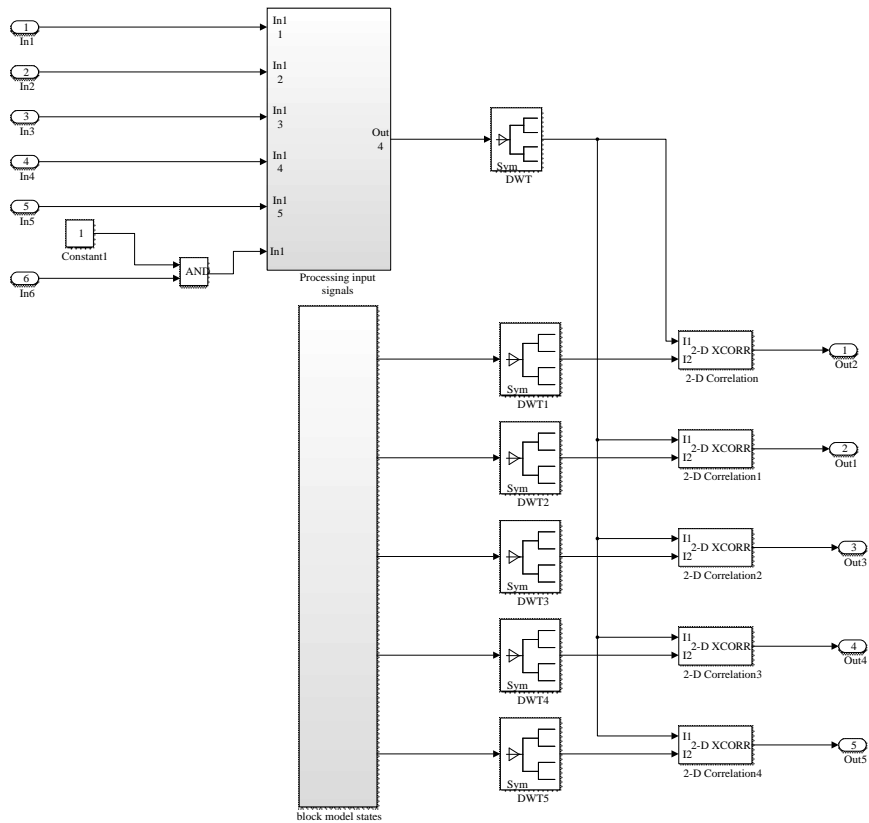 1
In1
2
In2
3
In3
4
In4
5
In5
1
Constant1
6
In6
AND
In1
1
In1
2
In1
3
In1
4
In1
5
In1
Out
4
Processing input
signals
Sym
DWT
block model states
Sym
DWT1
Sym
DWT2
Sym
DWT3
Sym
DWT4
Sym
DWT5
I1
2-D XCORR
I2
2-D Correlation
1
Out2
I1
2-D XCORR
I2
2-D Correlation1
2
Out1
I1
2-D XCORR
I2
2-D Correlation2
3
Out3
I1
2-D XCORR
I2
2-D Correlation3
4
Out4
I1
2-D XCORR
I2
2-D Correlation4
5
Out5